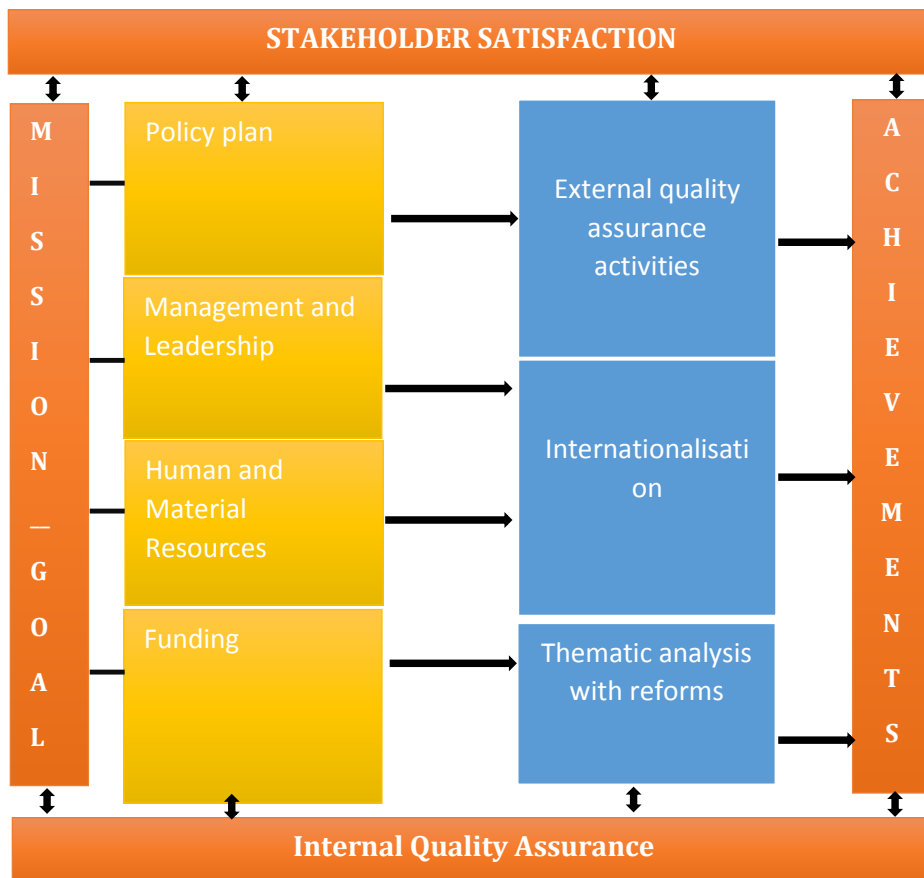 STAKEHOLDER SATISFACTION
M
I
S
S
I
O
N
_
G
O
A
L
Policy plan
Management and
Leadership
Human and
Material
Resources
Funding
External quality
assurance
activities
Internationalisati
on
Thematic analysis
with reforms
A
C
H
I
E
V
E
M
E
N
T
S
Internal Quality Assurance